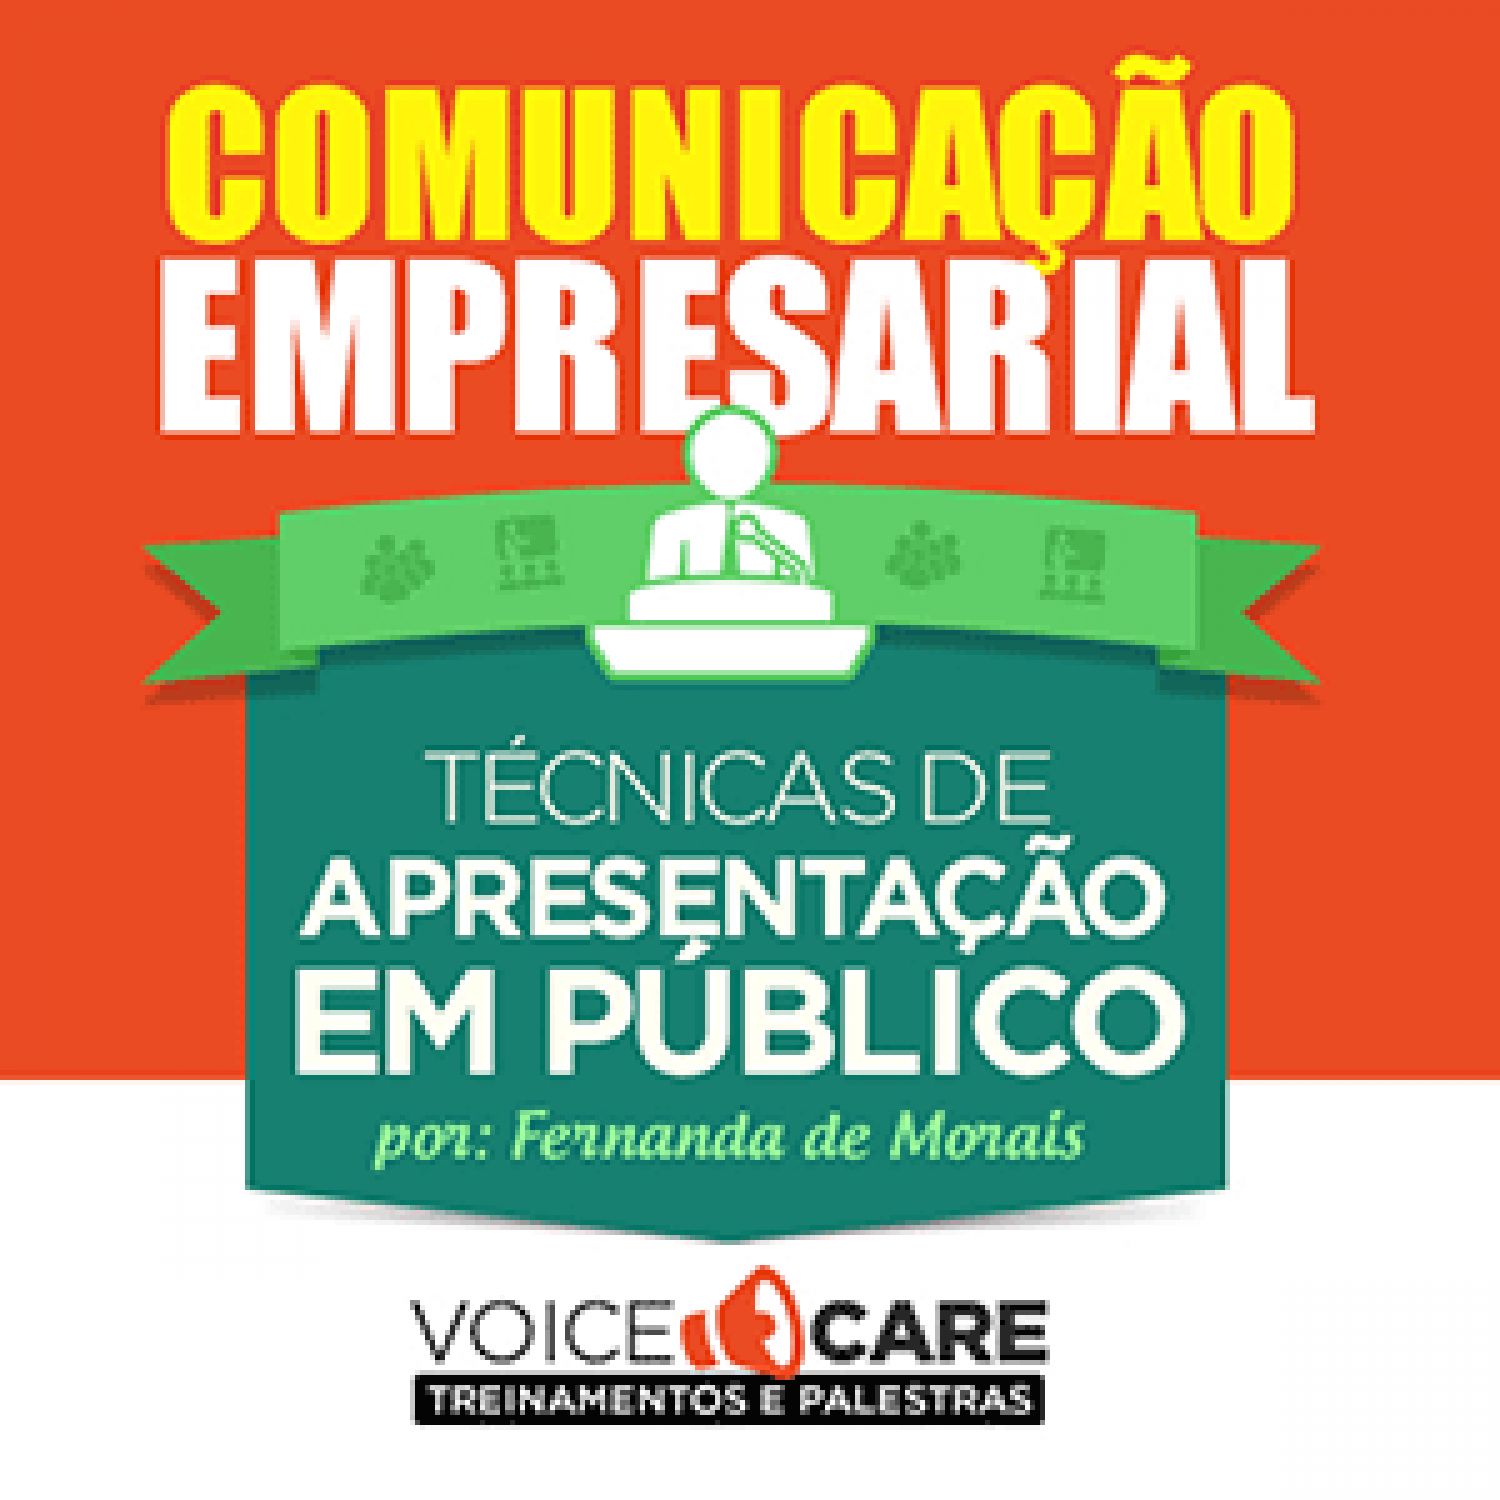 COMUNICAÇÃO
EMPRESARIAL
TÉCNICAS DE
APRESENTAÇÃO
EM PÚBLICO
por: Fernanda de Morais
VOICE CARE
TREINAMENTOS E PALESTRAS